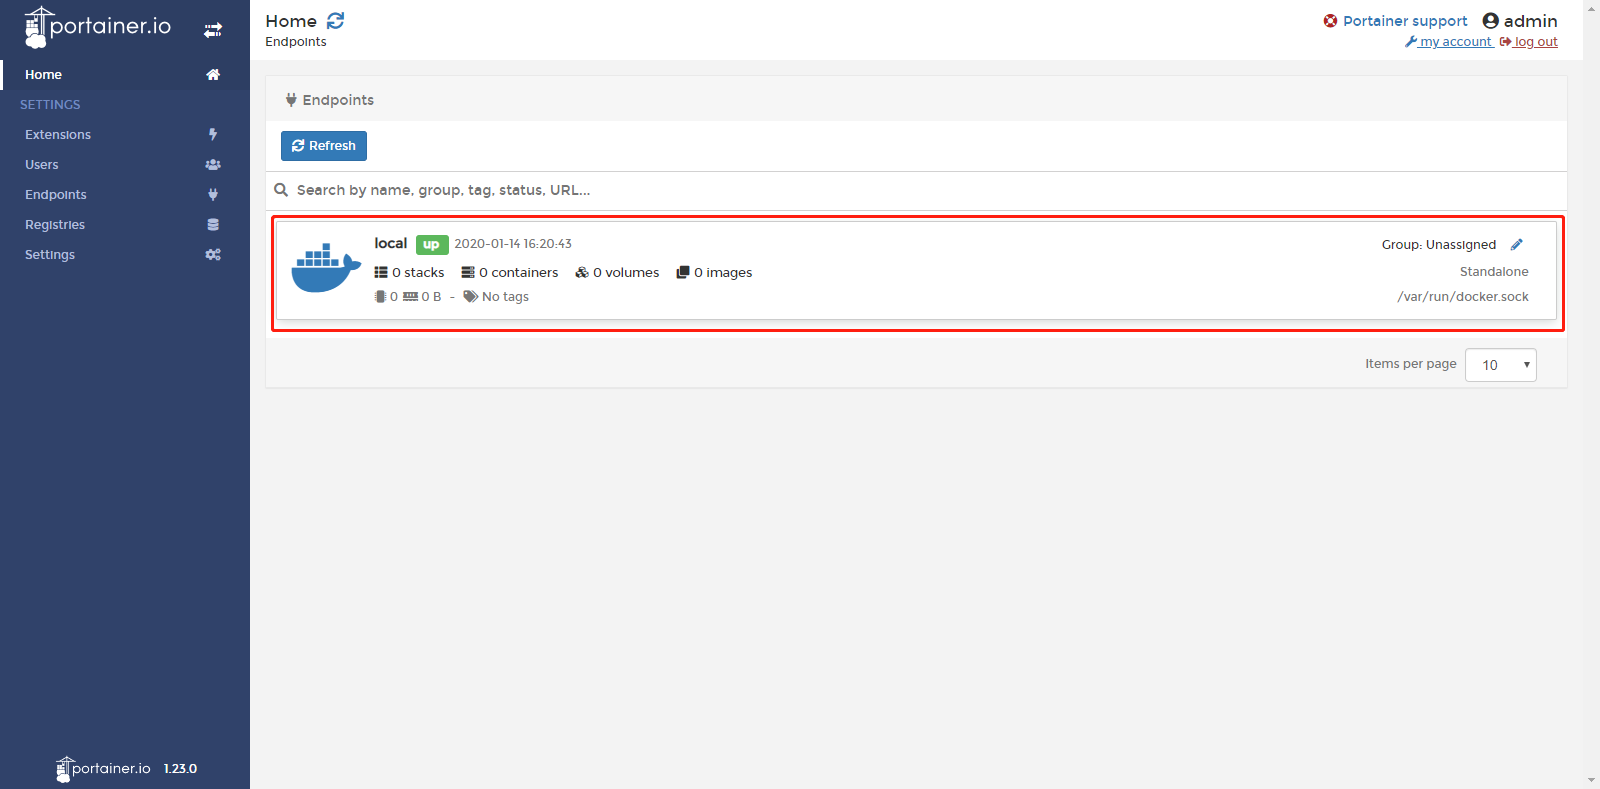 portainer.io
Home
SETTINGS
Extensions
Users
Endpoints
Registries
Settings
portainer.io 1.23.0
Home
Endpoints
Portainer support admin
my account log out
Endpoints
Refresh
Search by name, group, tag, status, URL...
local up 2020-01-14 16:20:43
Group: Unassigned
0 stacks 0 containers 0 volumes 0 images
Standalone
0 0 B - No tags
/var/run/docker.sock
Items per page 10